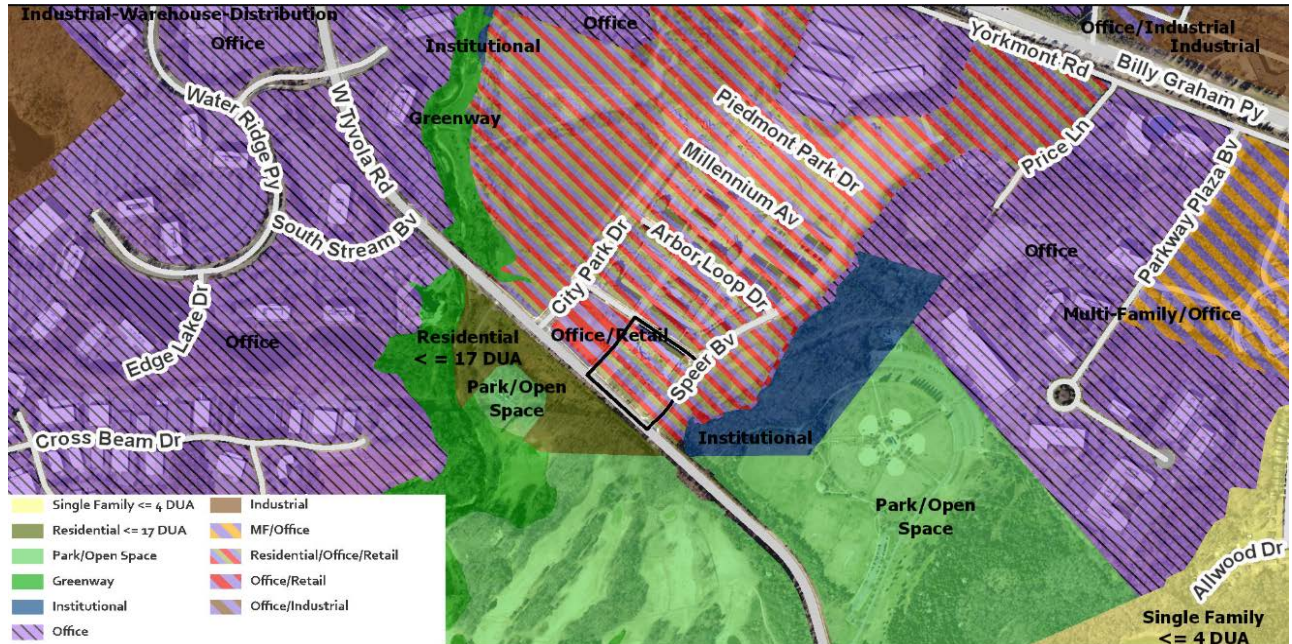 Industrial-Warehouse-Distribution
Office
Institutional
Office
Office/Industrial
Industrial
Yorkmont Rd
Billy Graham Py
Water Ridge Py
W Tyvola Rd
Greenway
Piedmont Park Dr
Price Ln
Millennium Av
Parkway Plaza Bv
South Stream Bv
City Park Dr
Arbor Loop Dr
Office
Edge Lake Dr
Office
Residential
<= 17 DUA
Office/Retail
Speer Bv
Multi-Family/Office
Park/Open
Space
Cross Beam Dr
Institutional
Park/Open
Space
Allwood Dr
Single Family
<= 4 DUA
Single Family <= 4 DUA
Residential <= 17 DUA
Park/Open Space
Greenway
Institutional
Office
Industrial
MF/Office
Residential/Office/Retail
Office/Retail
Office/Industrial